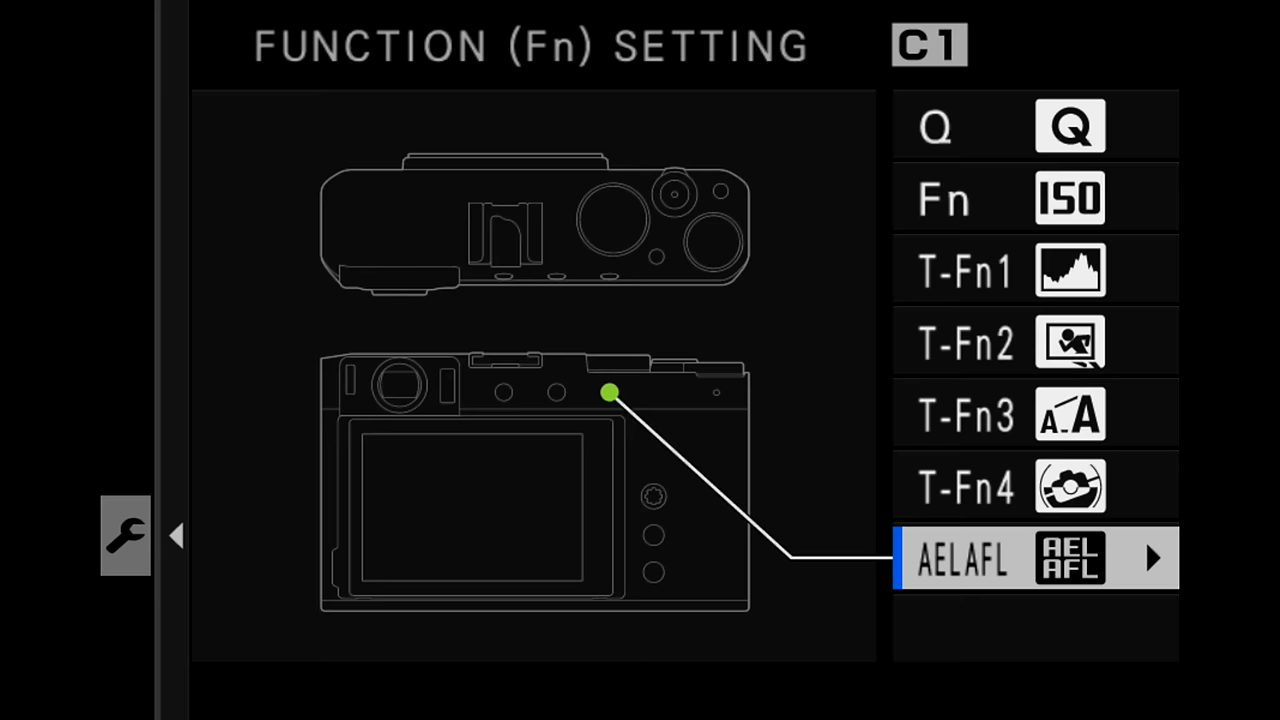 FUNCTION (Fn) SETTING C1
Q Q
Fn ISO
T-Fn1
T-Fn2
T-Fn3 A-A
T-Fn4
AELAFL AEL
AFL